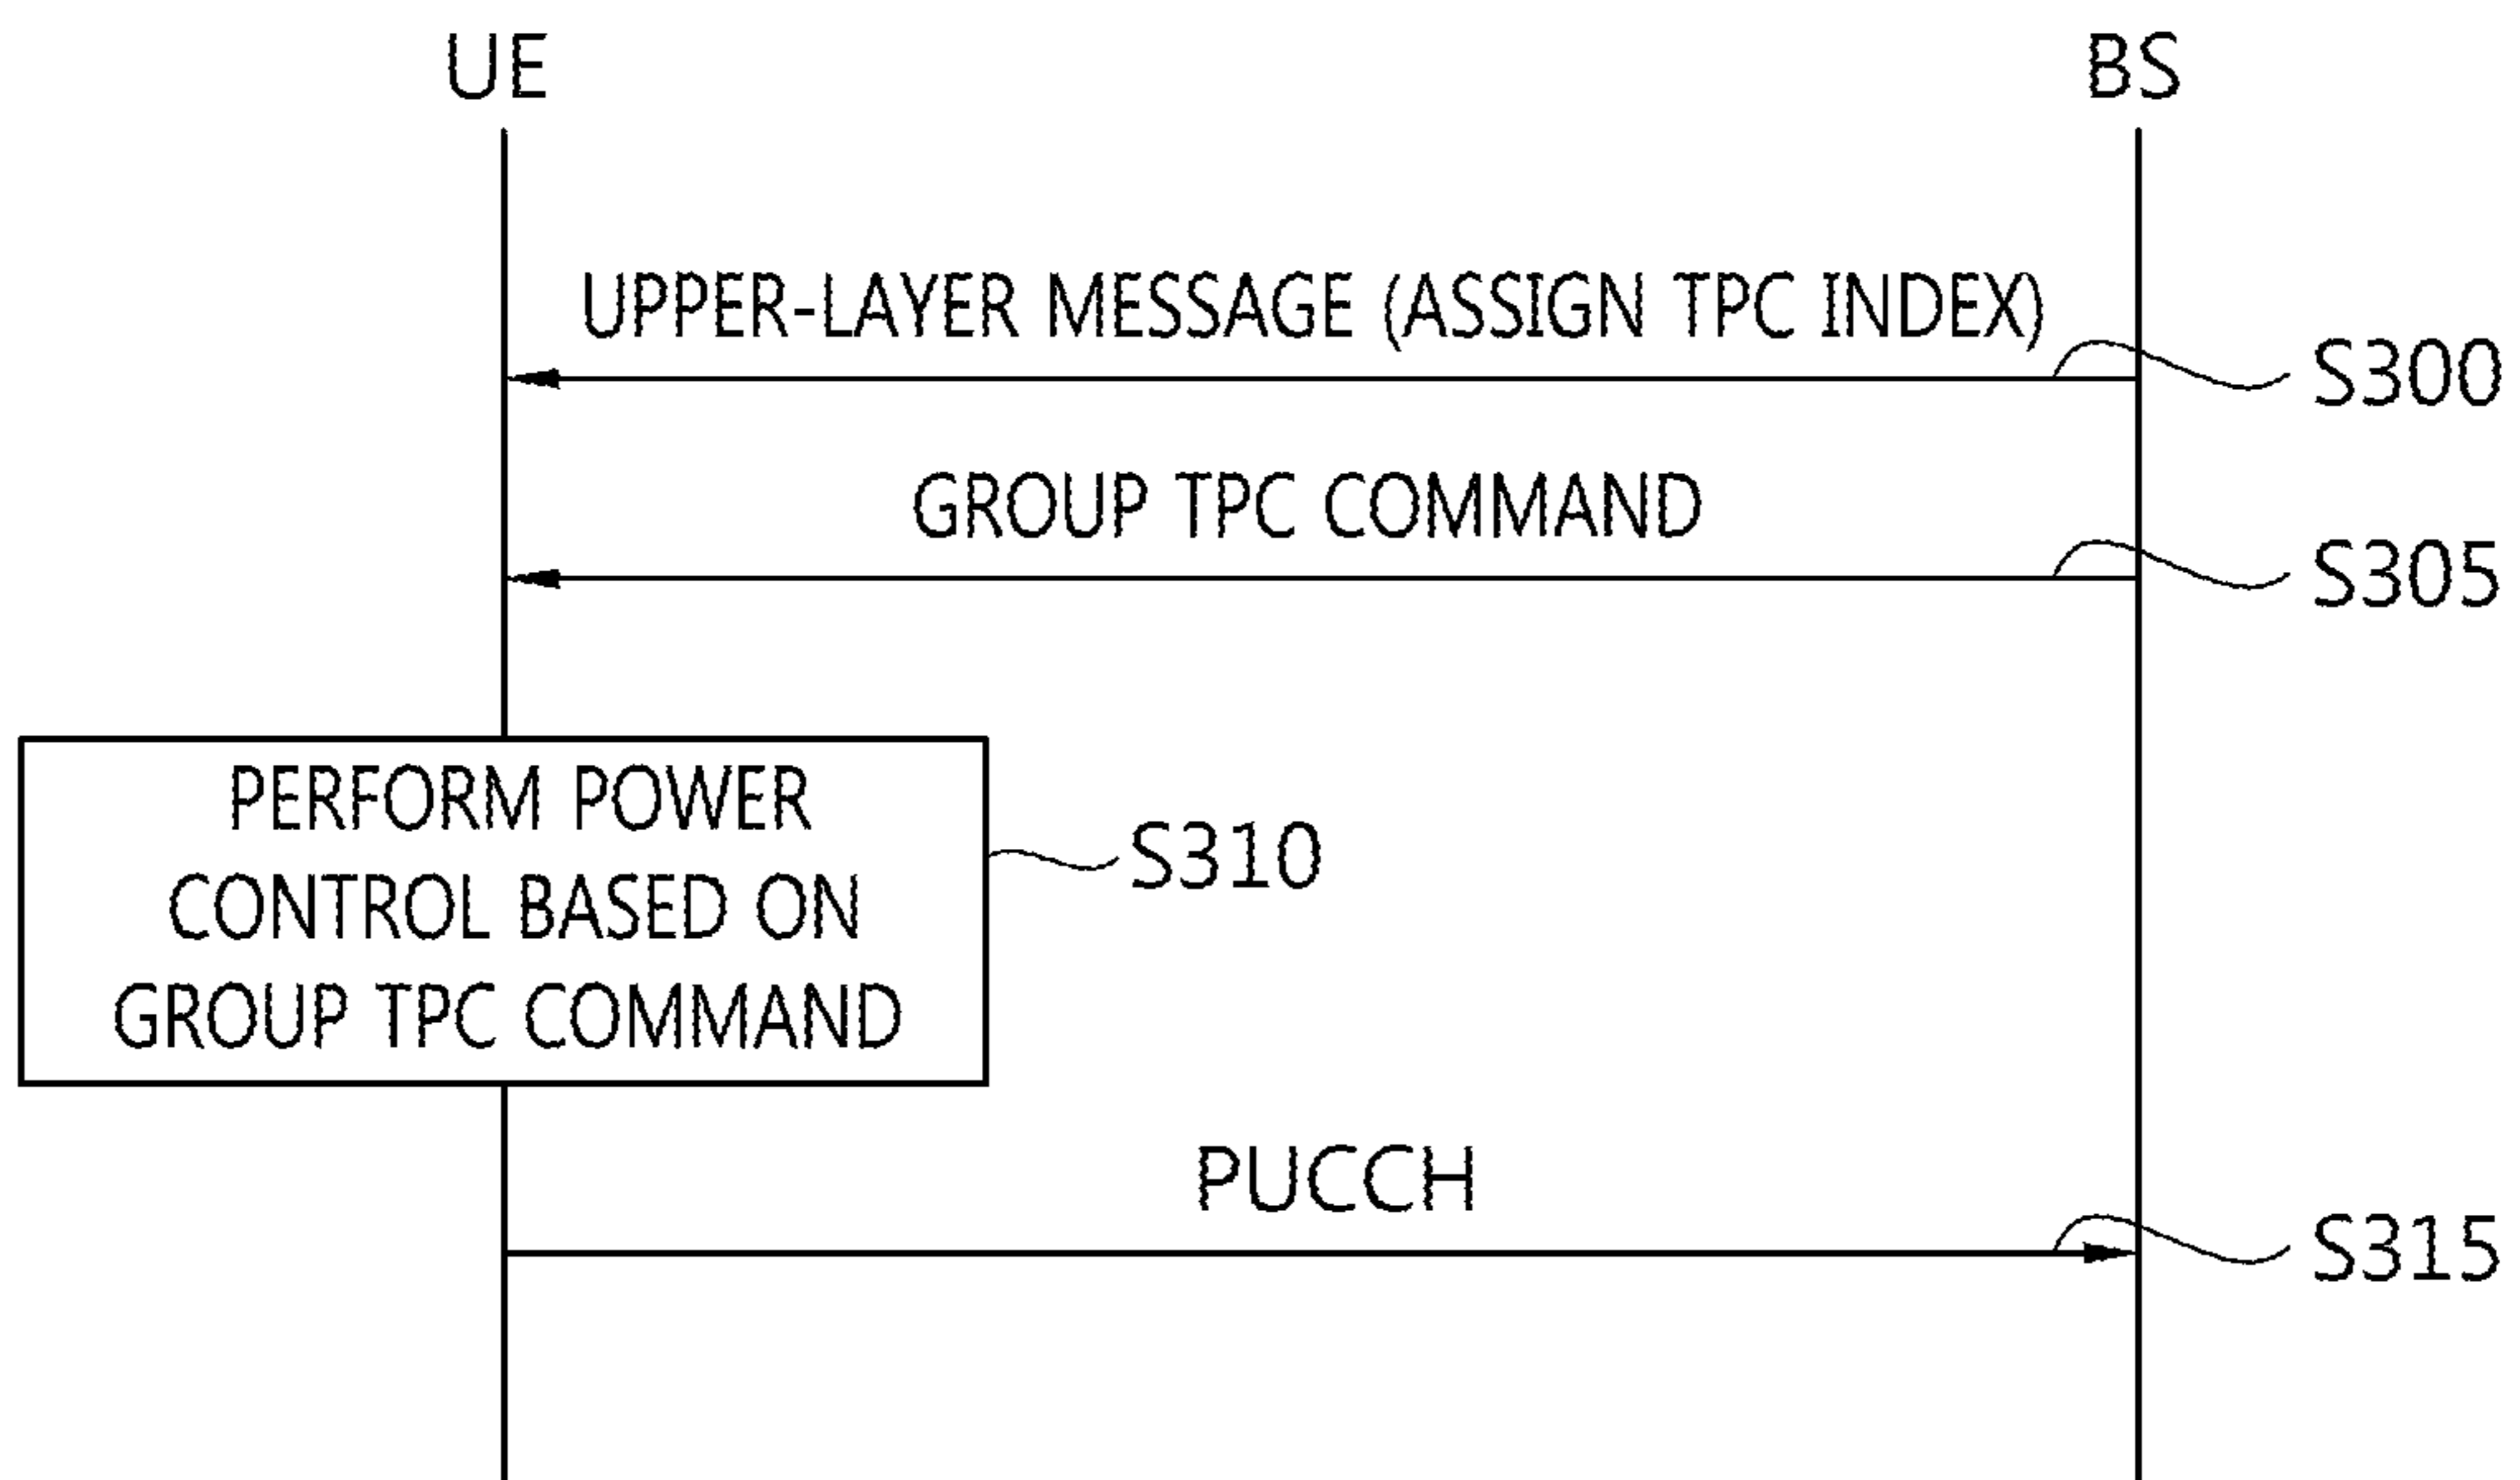 UE
BS
UPPER-LAYER MESSAGE (ASSIGN TPC INDEX)
S300
GROUP TPC COMMAND
S305
PERFORM POWER
CONTROL BASED ON
GROUP TPC COMMAND
S310
PUCCH
S315